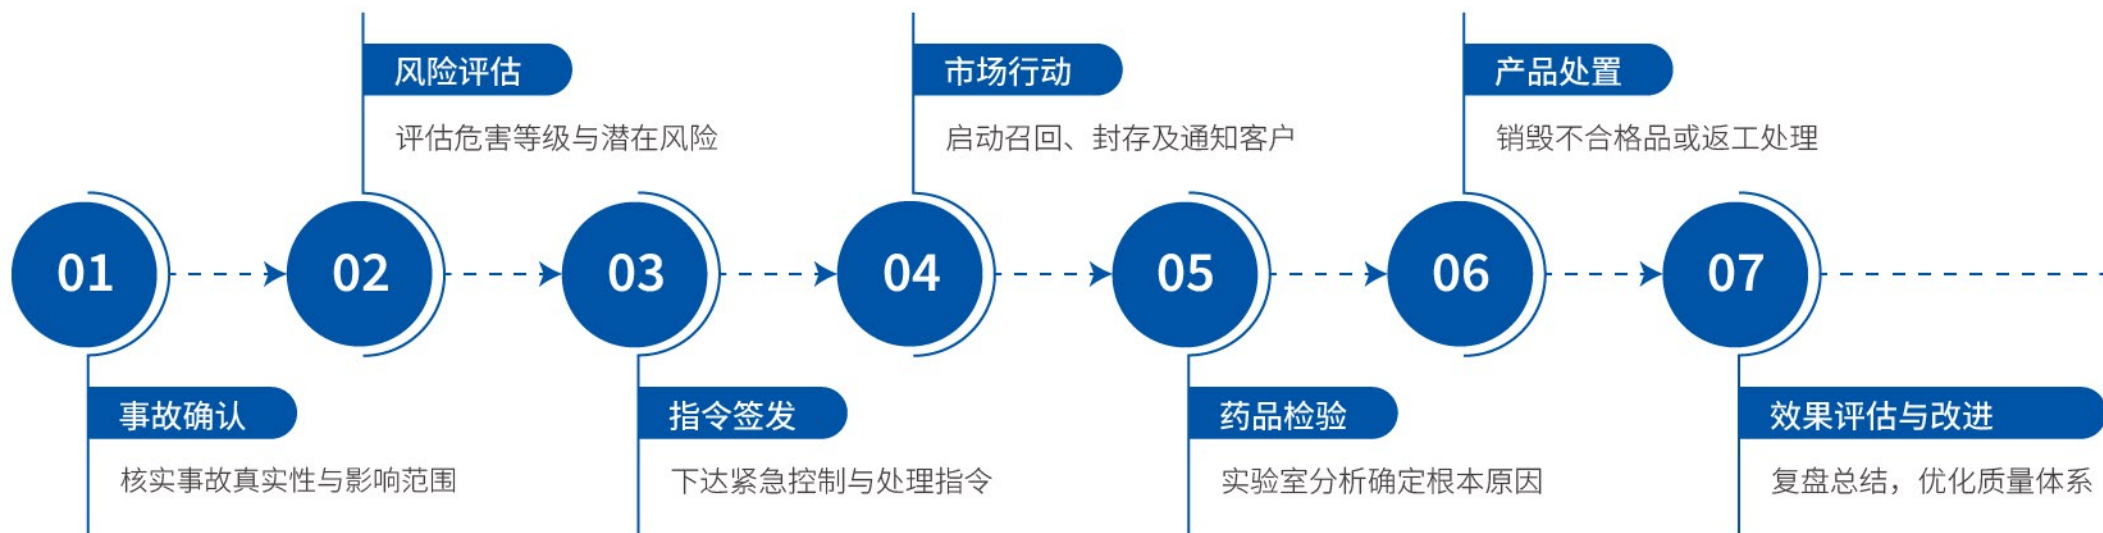 01
事故确认
核实事故真实性与影响范围
02
风险评估
评估危害等级与潜在风险
03
指令签发
下达紧急控制与处理指令
04
市场行动
启动召回、封存及通知客户
05
药品检验
实验室分析确定根本原因
06
产品处置
销毁不合格品或返工处理
07
效果评估与改进
复盘总结，优化质量体系